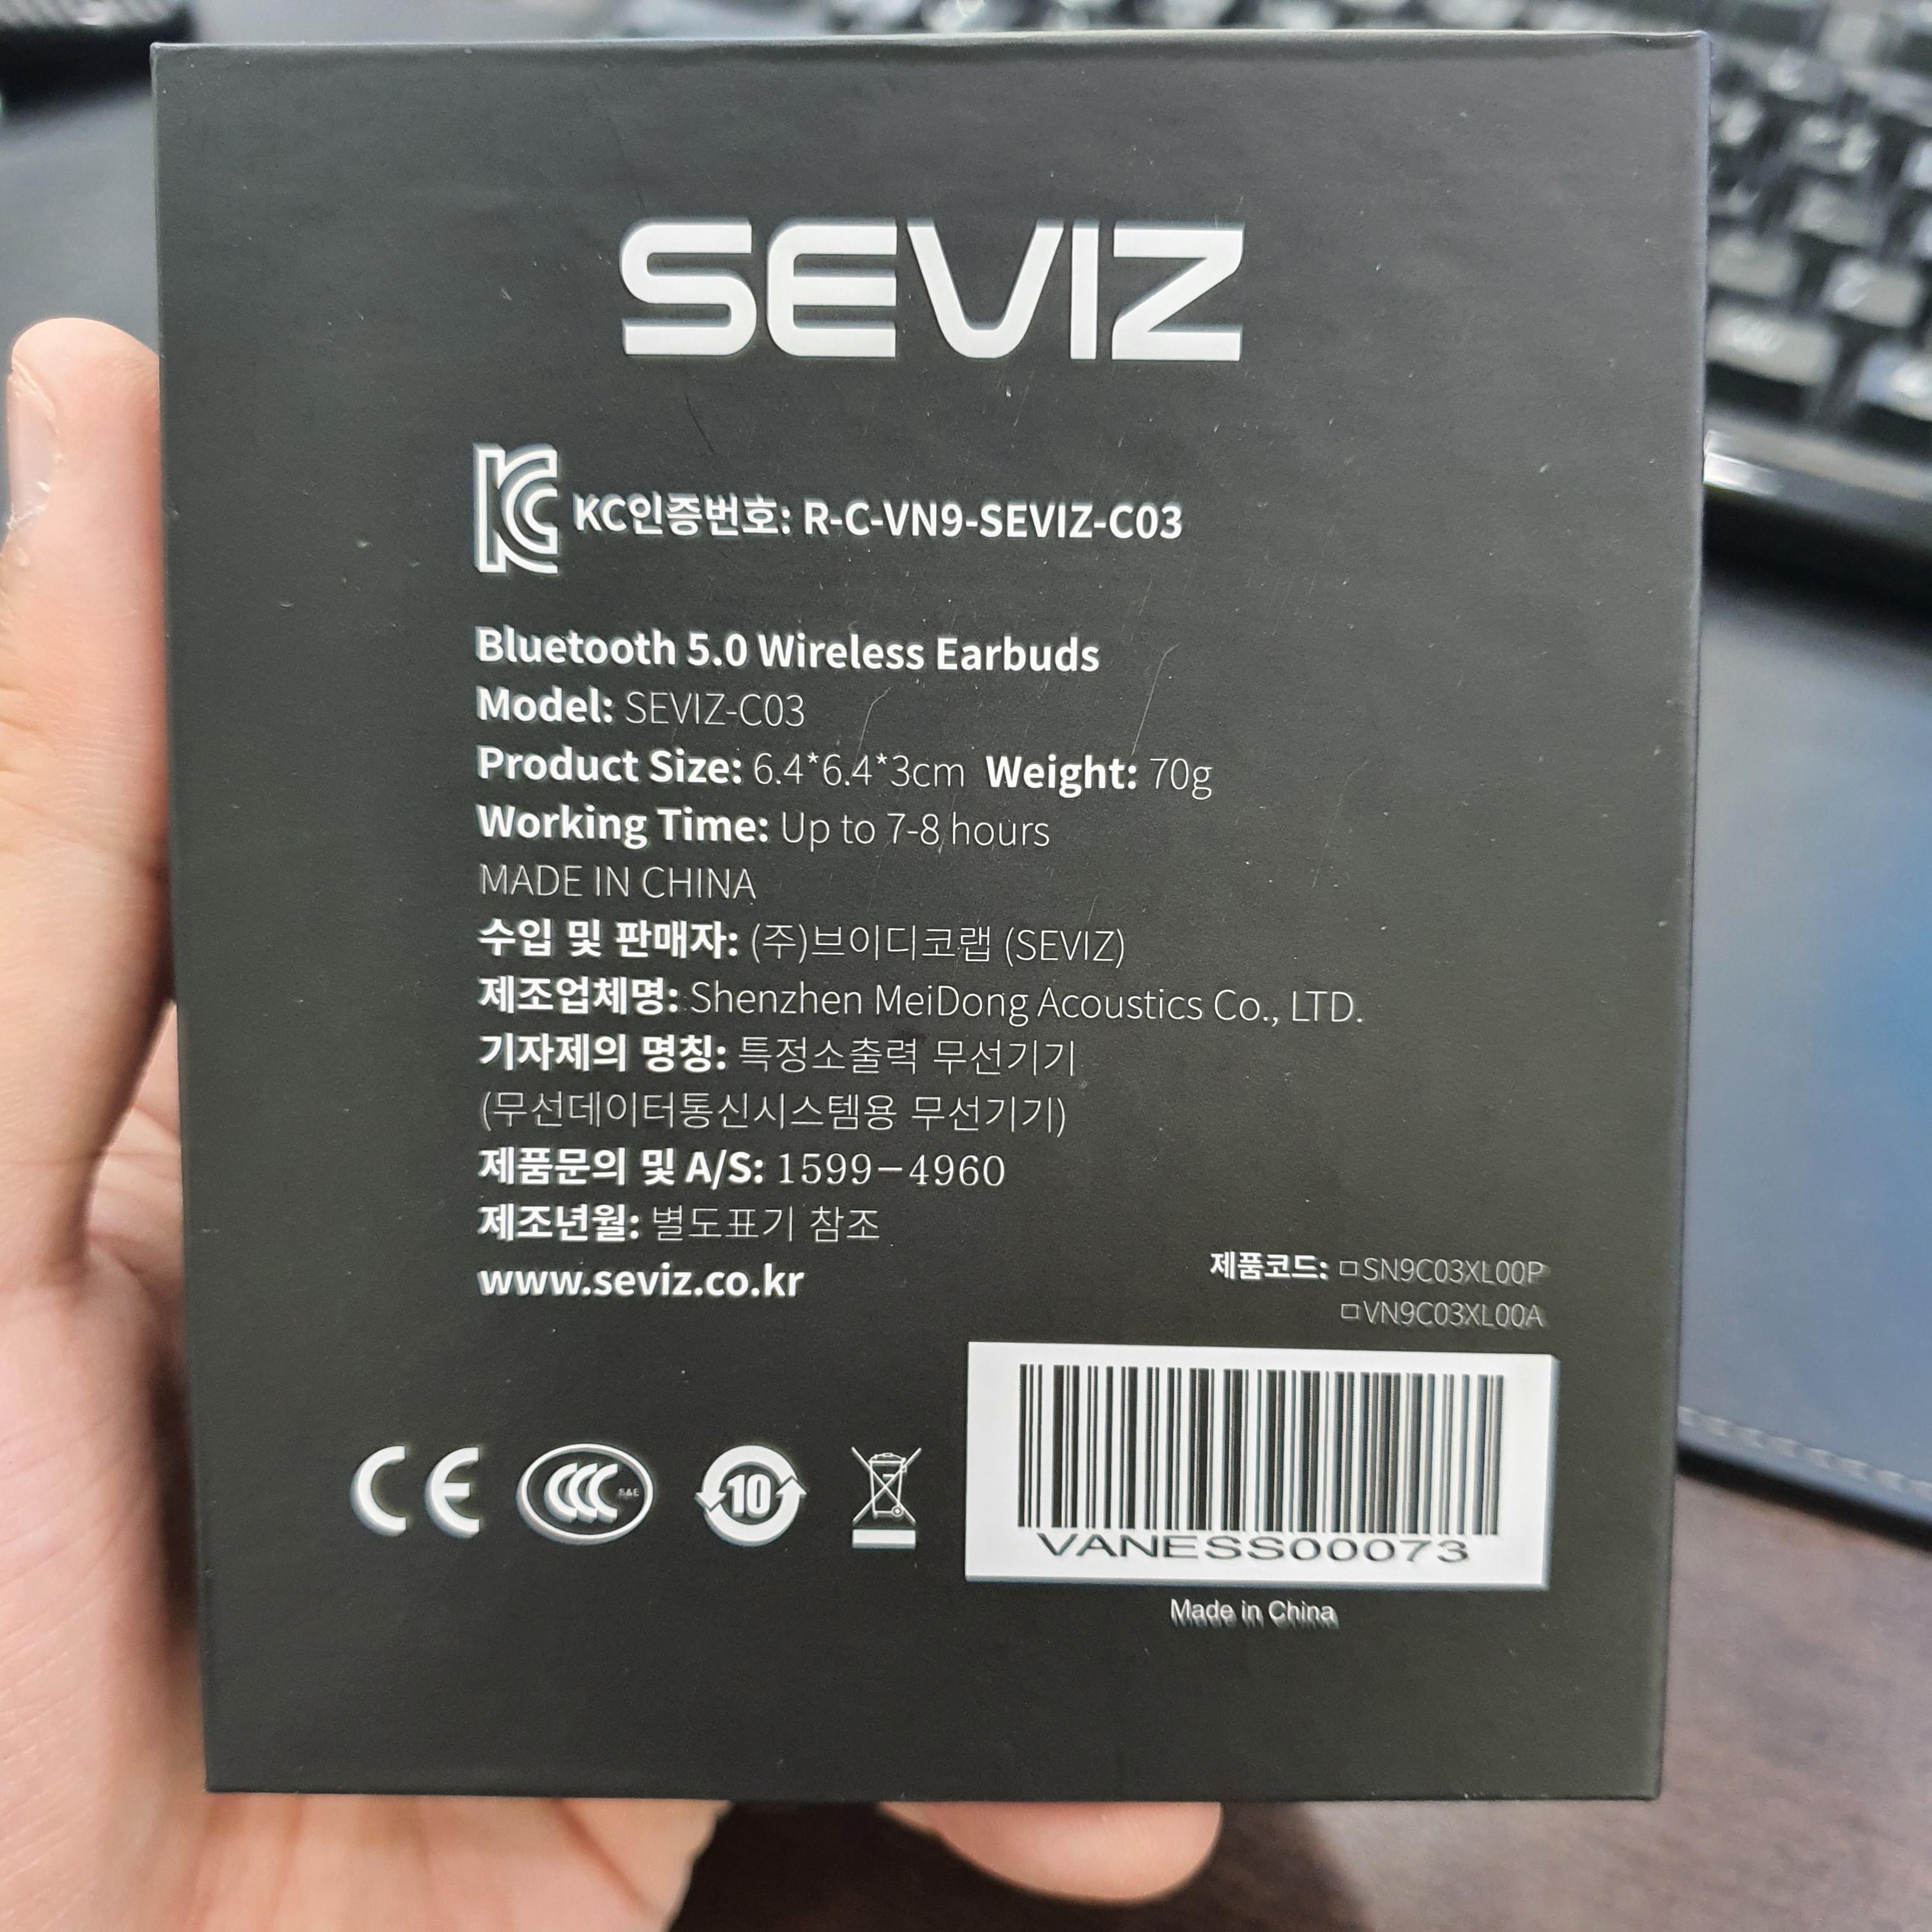 SEVIZ
KC KC인증번호: R-C-VN9-SEVIZ-C03
Bluetooth 5.0 Wireless Earbuds
Model: SEVIZ-C03
Product Size: 6.4*6.4*3cm Weight: 70g
Working Time: Up to 7-8 hours
MADE IN CHINA
수입 및 판매자: (주)브이디코랩 (SEVIZ)
제조업체명: Shenzhen MeiDong Acoustics Co., LTD.
기자제의 명칭: 특정소출력 무선기기
(무선데이터통신시스템용 무선기기)
제품문의 및 A/S: 1599-4960
제조년월: 별도표기 참조
www.seviz.co.kr
제품코드: □SN9C03XL00P
□VN9C03XL00A
CE CCC S&E 10
VANESS00073
Made in China